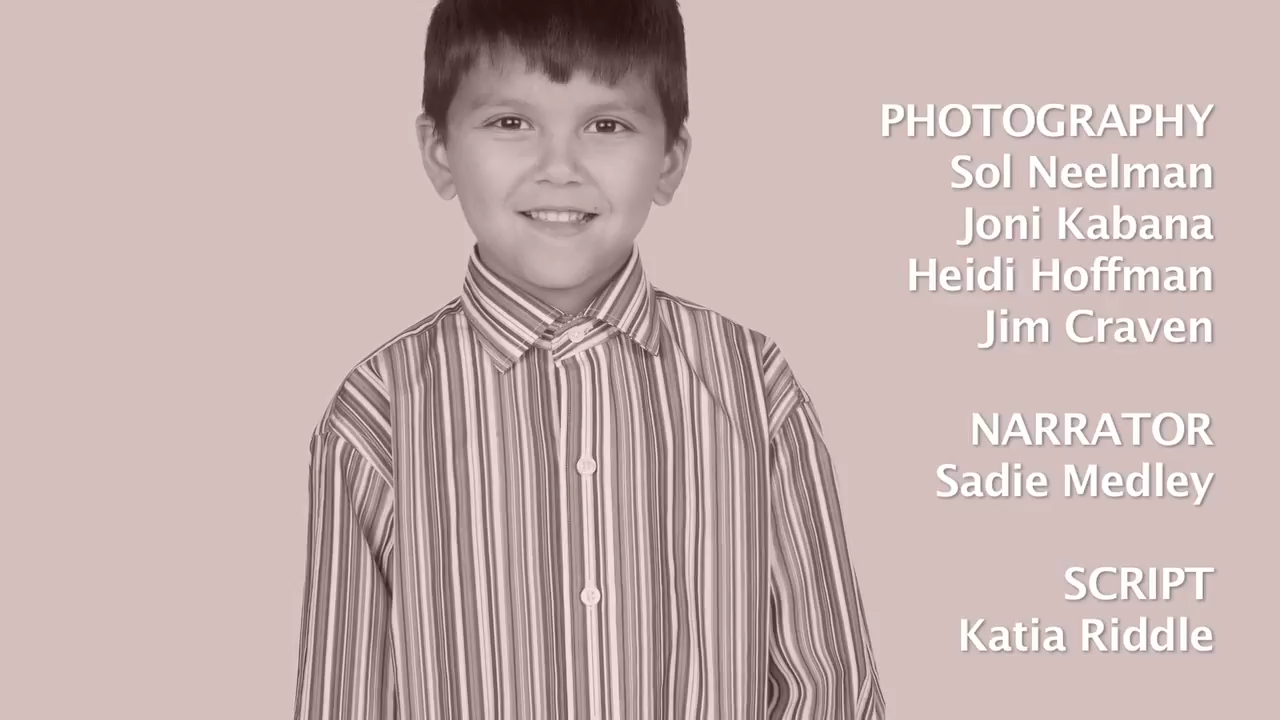 PHOTOGRAPHY
Sol Neelman
Joni Kabana
Heidi Hoffman
Jim Craven
NARRATOR
Sadie Medley
SCRIPT
Katia Riddle